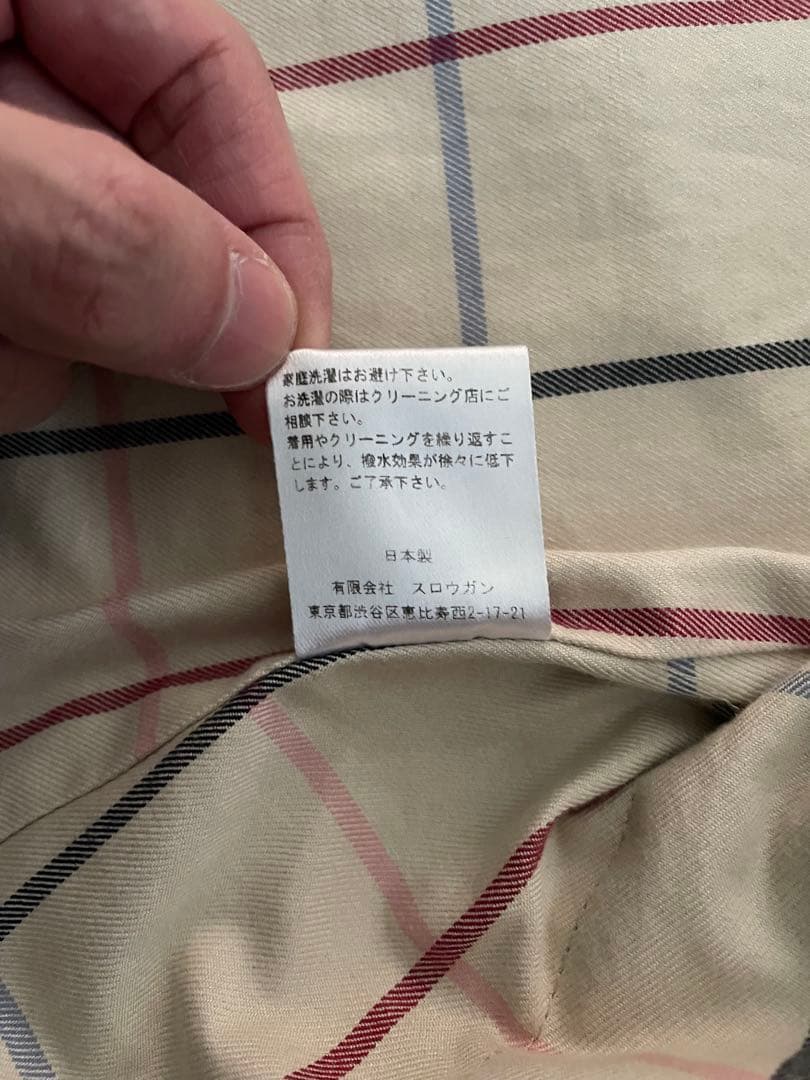 家庭洗濯はお避け下さい。
お洗濯の際はクリーニング店にご
相談下さい。
着用やクリーニングを繰り返すこ
とにより、撥水効果が徐々に低下
します。ご了承下さい。
日本製
有限会社 スロウガン
東京都渋谷区恵比寿西2-17-21